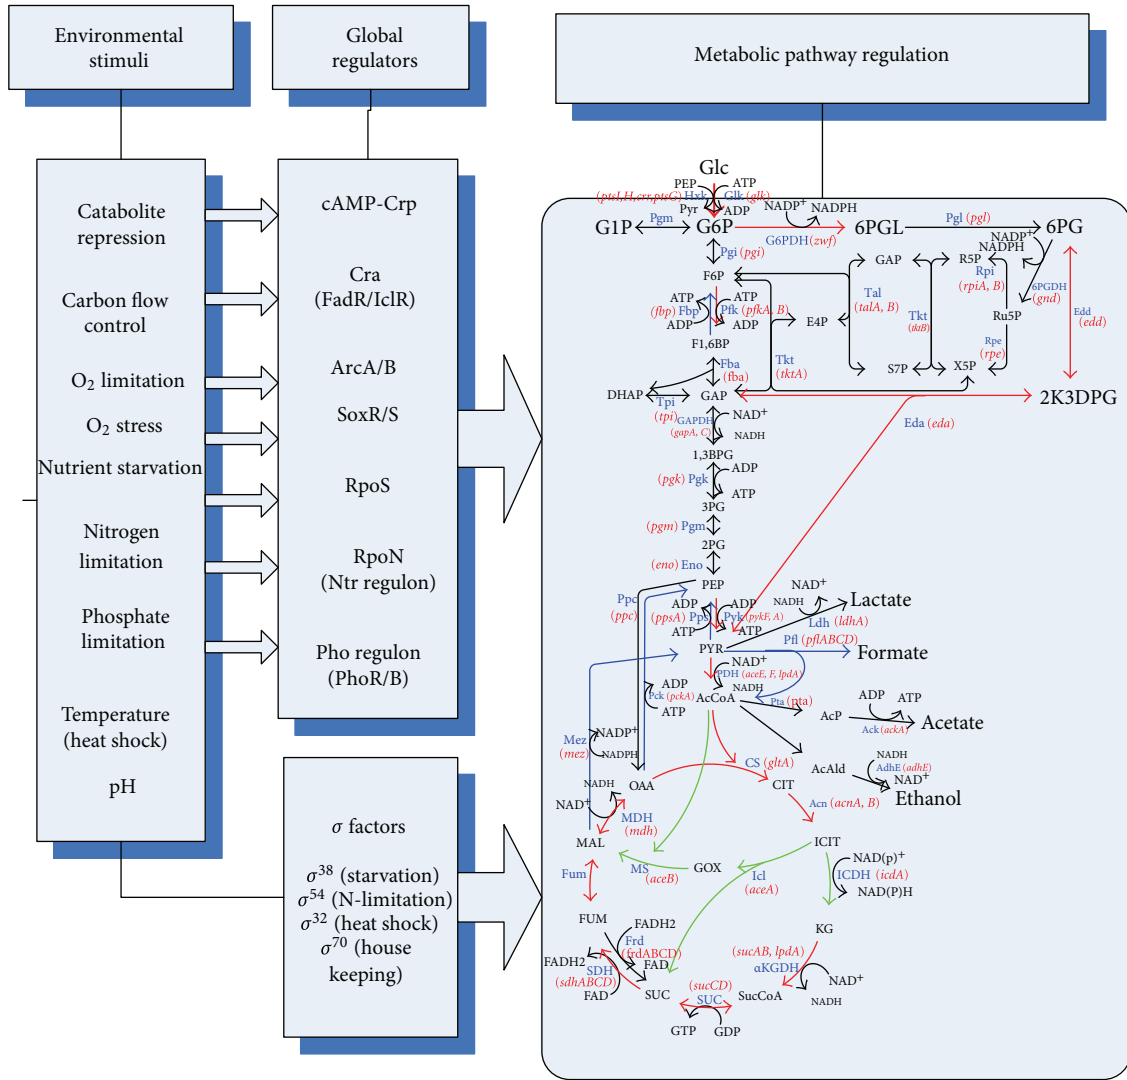 Environmental
stimuli
Global
regulators
Metabolic pathway regulation
Catabolite
repression
Carbon flow
control
O2 limitation
O2 stress
Nutrient starvation
Nitrogen
limitation
Phosphate
limitation
Temperature
(heat shock)
pH
cAMP-Crp
Cra
(FadR/IclR)
ArcA/B
SoxR/S
RpoS
RpoN
(Ntr regulon)
Pho regulon
(PhoR/B)
σ factors
σ38 (starvation)
σ54 (N-limitation)
σ32 (heat shock)
σ70 (house
keeping)
Glc
PEP ATP
(ptsI,H,crr,ptsG) Hxk Glk (glk)
Pyr ADP
NADP+ NADPH
G1P Pgm G6P G6PDH (zwf) 6PGL Pgl (pgl) 6PG
NADP+
NADPH
Pgi (pgi)
GAP R5P
Rpi
(rpiA, B)
6PGDH
(gnd)
F6P
Tal
(talA, B)
ATP ATP
(fbp) Fbp Pfk (pfkA, B)
ADP ADP
E4P
Tkt
(tktB)
Ru5P
Edd
(edd)
F1,6BP
Rpe
(rpe)
Fba
(fba)
Tkt
(tktA)
S7P X5P
DHAP GAP 2K3DPG
Tpi
(tpi)
GAPDH
(gapA, C)
NAD+
NADH
Eda (eda)
1,3BPG
ADP
(pgk) Pgk
ATP
3PG
(pgm) Pgm
2PG
(eno) Eno
PEP
Ppc
(ppc)
ADP ADP
(ppsA) Pps Pyk (pykF, A)
ATP ATP
NAD+
NADH
Lactate
Ldh (ldhA)
PYR
Pfl (pflABCD)
Formate
NAD+
PDH (aceE, F, lpdA)
NADH
ADP
Pck (pckA)
ATP
AcCoA
Pta (pta)
AcP
ADP ATP
Ack (ackA)
Acetate
Mez
(mez)
NADP+
NADPH
CS (gltA)
AcAld
NADH
AdhE (adhE)
NAD+
Ethanol
NADH
OAA CIT
NAD+
MDH
(mdh)
Acn (acnA, B)
MAL
ICIT
MS
(aceB)
GOX
Icl
(aceA)
NAD(p)+
ICDH (icdA)
NAD(P)H
Fum
FUM
FADH2
KG
Frd
(frdABCD)
FAD
FADH2
SDH
(sdhABCD)
FAD
(sucAB, lpdA)
αKGDH
NAD+
NADH
SUC
(sucCD)
SUC
SucCoA
GTP GDP